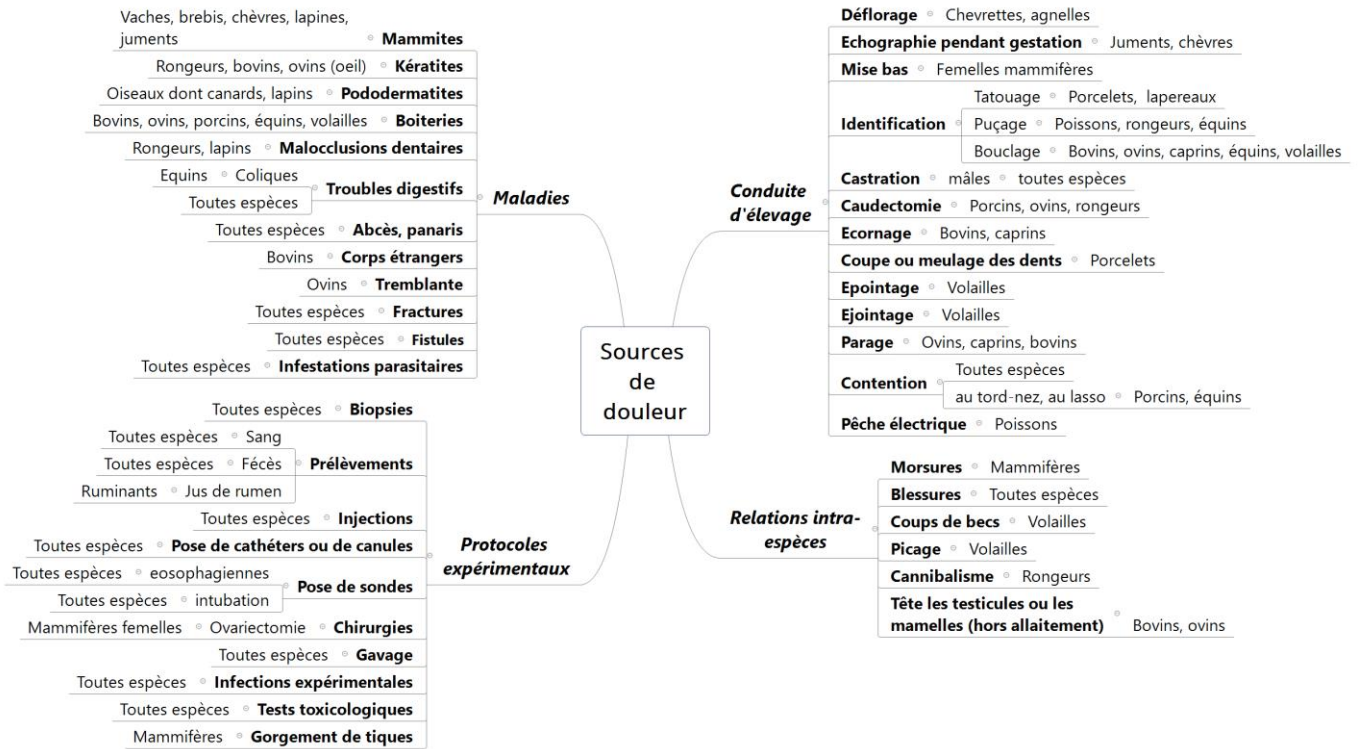 Sources
de
douleur
Maladies
Vaches, brebis, chèvres, lapines,
juments
Mammites
Rongeurs, bovins, ovins (oeil) Kératites
Oiseaux dont canards, lapins Pododermatites
Bovins, ovins, porcins, équins, volailles Boiteries
Rongeurs, lapins Malocclusions dentaires
Equins Coliques
Troubles digestifs
Toutes espèces
Toutes espèces Abcès, panaris
Bovins Corps étrangers
Ovins Tremblante
Toutes espèces Fractures
Toutes espèces Fistules
Toutes espèces Infestations parasitaires
Protocoles
expérimentaux
Toutes espèces Biopsies
Toutes espèces Sang
Toutes espèces Fécès Prélèvements
Ruminants Jus de rumen
Toutes espèces Injections
Toutes espèces Pose de cathéters ou de canules
Toutes espèces eosophagiennes
Pose de sondes
Toutes espèces intubation
Mammifères femelles Ovariectomie Chirurgies
Toutes espèces Gavage
Toutes espèces Infections expérimentales
Toutes espèces Tests toxicologiques
Mammifères Gorgement de tiques
Conduite
d'élevage
Déflorage Chevrettes, agnelles
Echographie pendant gestation Juments, chèvres
Mise bas Femelles mammifères
Tatouage Porcelets, lapereaux
Identification Puçage Poissons, rongeurs, équins
Bouclage Bovins, ovins, caprins, équins, volailles
Castration mâles toutes espèces
Caudectomie Porcins, ovins, rongeurs
Ecornage Bovins, caprins
Coupe ou meulage des dents Porcelets
Epointage Volailles
Ejointage Volailles
Parage Ovins, caprins, bovins
Toutes espèces
Contention
au tord-nez, au lasso Porcins, équins
Pêche électrique Poissons
Relations intra-
espèces
Morsures Mammifères
Blessures Toutes espèces
Coups de becs Volailles
Picage Volailles
Cannibalisme Rongeurs
Tête les testicules ou les
mamelles (hors allaitement) Bovins, ovins